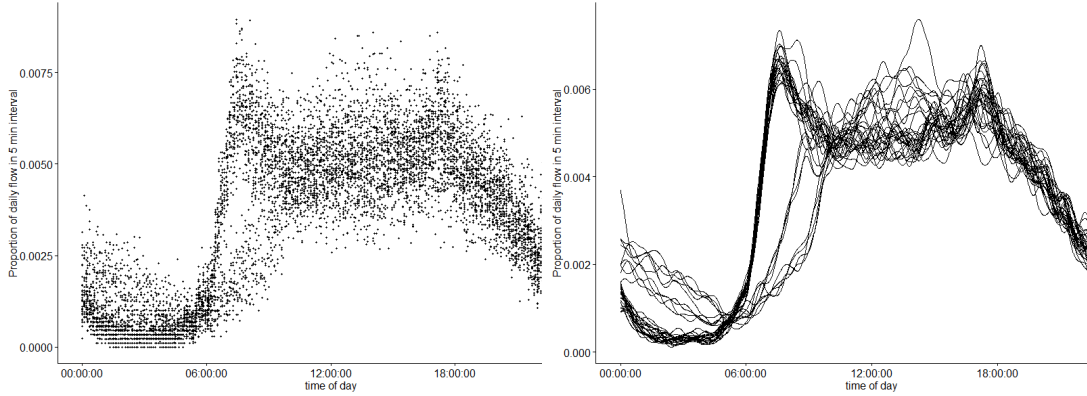 Proportion of daily flow in 5 min interval
0.0075
0.0050
0.0025
0.0000
00:00:00 06:00:00 12:00:00 18:00:00
time of day
Proportion of daily flow in 5 min interval
0.006
0.004
0.002
0.000
00:00:00 06:00:00 12:00:00 18:00:00
time of day